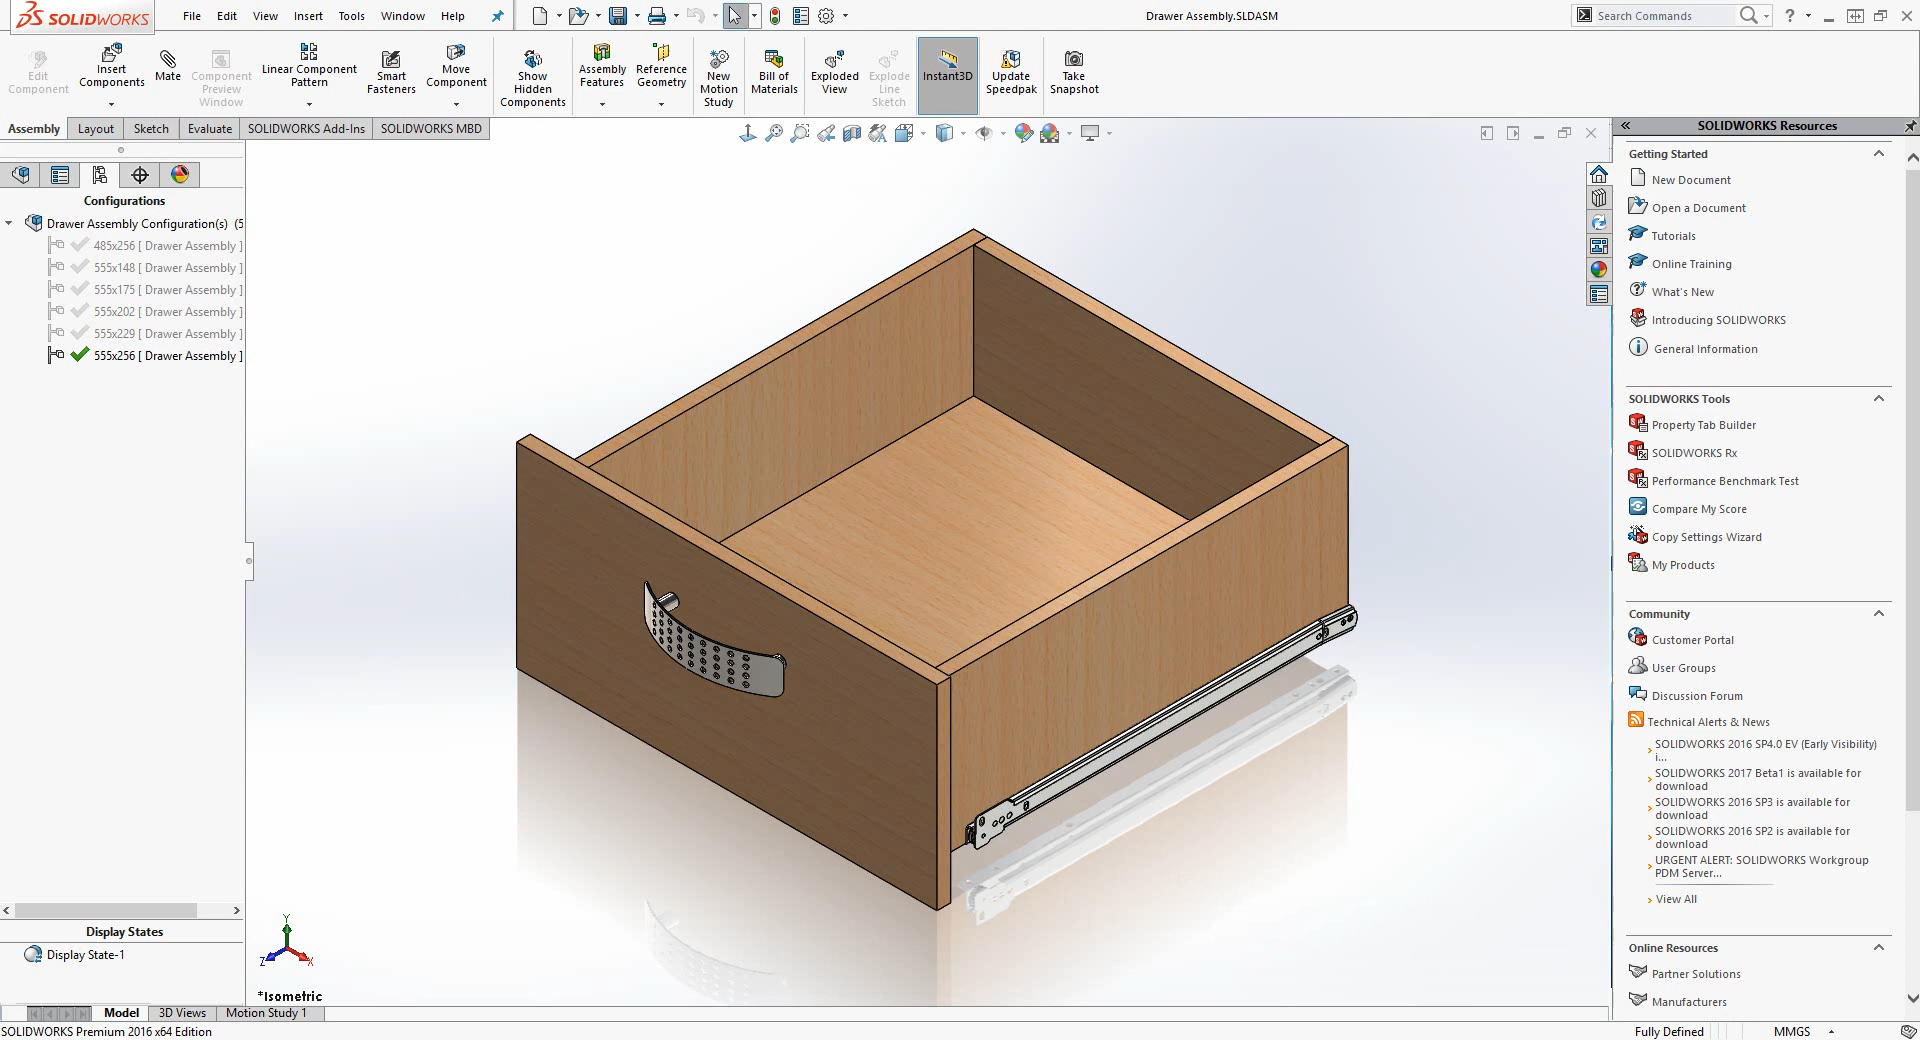 SOLIDWORKS
File Edit View Insert Tools Window Help
Drawer Assembly.SLDASM
Search Commands
?
Edit Component
Insert Components
Mate
Component Preview Window
Linear Component Pattern
Smart Fasteners
Move Component
Show Hidden Components
Assembly Features
Reference Geometry
New Motion Study
Bill of Materials
Exploded View
Explode Line Sketch
Instant3D
Update Speedpak
Take Snapshot
Assembly Layout Sketch Evaluate SOLIDWORKS Add-Ins SOLIDWORKS MBD
Configurations
Drawer Assembly Configuration(s) (5
485x256 [ Drawer Assembly ]
555x148 [ Drawer Assembly ]
555x175 [ Drawer Assembly ]
555x202 [ Drawer Assembly ]
555x229 [ Drawer Assembly ]
555x256 [ Drawer Assembly ]
Display States
Display State-1
Y
Z
X
*Isometric
Model 3D Views Motion Study 1
SOLIDWORKS Premium 2016 x64 Edition
SOLIDWORKS Resources
Getting Started
New Document
Open a Document
Tutorials
Online Training
What's New
Introducing SOLIDWORKS
General Information
SOLIDWORKS Tools
Property Tab Builder
SOLIDWORKS Rx
Performance Benchmark Test
Compare My Score
Copy Settings Wizard
My Products
Community
Customer Portal
User Groups
Discussion Forum
Technical Alerts & News
SOLIDWORKS 2016 SP4.0 EV (Early Visibility)
i...
SOLIDWORKS 2017 Beta1 is available for
download
SOLIDWORKS 2016 SP3 is available for
download
SOLIDWORKS 2016 SP2 is available for
download
URGENT ALERT: SOLIDWORKS Workgroup
PDM Server...
View All
Online Resources
Partner Solutions
Manufacturers
Fully Defined
MMGS